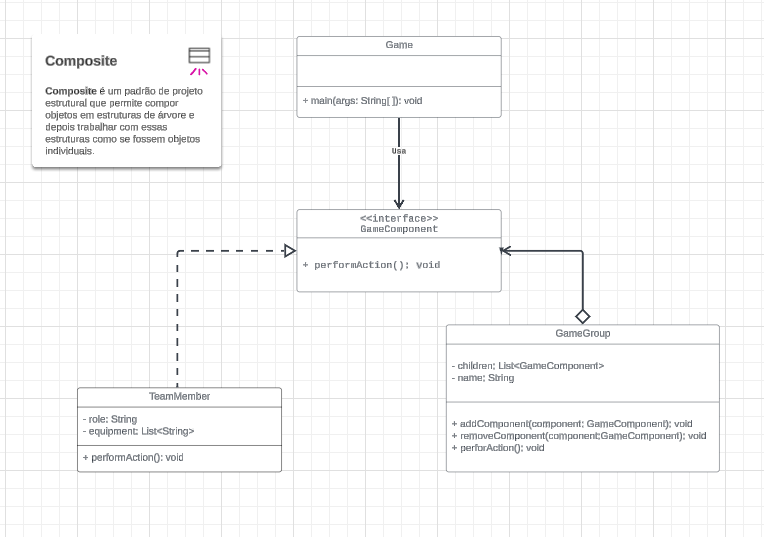 Composite
Composite é um padrão de projeto
estrutural que permite compor
objetos em estruturas de árvore e
depois trabalhar com essas
estruturas como se fossem objetos
individuais.
Game
+ main(args: String[]): void
Usa
<<interface>>
GameComponent
+ performAction(): void
GameGroup
- children: List<GameComponent>
- name: String
+ addComponent(component: GameComponent): void
+ removeComponent(component:GameComponent): void
+ perforAction(): void
TeamMember
- role: String
- equipment: List<String>
+ performAction(): void